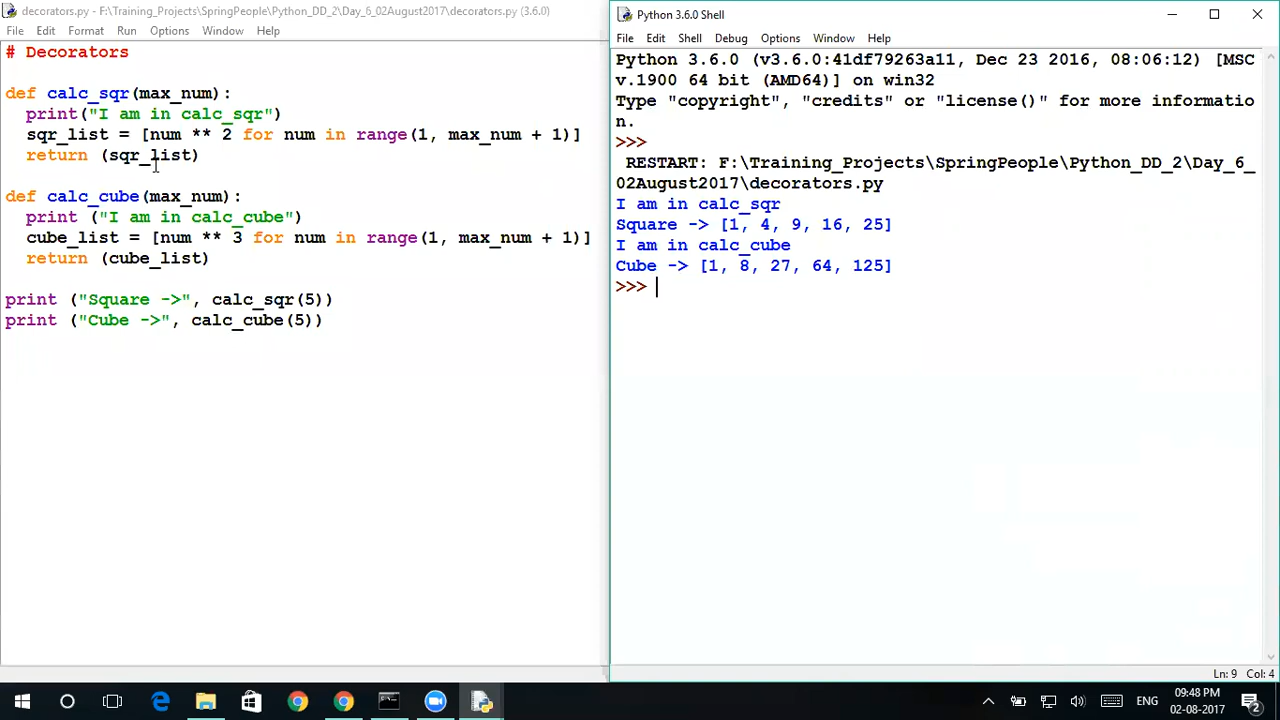 decorators.py - F:\Training_Projects\SpringPeople\Python_DD_2\Day_6_02August2017\decorators.py (3.6.0)
File Edit Format Run Options Window Help
# Decorators
def calc_sqr(max_num):
print("I am in calc_sqr")
sqr_list = [num ** 2 for num in range(1, max_num + 1)]
return (sqr_list)
def calc_cube(max_num):
print ("I am in calc_cube")
cube_list = [num ** 3 for num in range(1, max_num + 1)]
return (cube_list)
print ("Square ->", calc_sqr(5))
print ("Cube ->", calc_cube(5))
Python 3.6.0 Shell
File Edit Shell Debug Options Window Help
Python 3.6.0 (v3.6.0:41df79263a11, Dec 23 2016, 08:06:12) [MSC
v.1900 64 bit (AMD64)] on win32
Type "copyright", "credits" or "license()" for more informatio
n.
>>>
RESTART: F:\Training_Projects\SpringPeople\Python_DD_2\Day_6_
02August2017\decorators.py
I am in calc_sqr
Square -> [1, 4, 9, 16, 25]
I am in calc_cube
Cube -> [1, 8, 27, 64, 125]
>>>
Ln: 9 Col: 4
ENG
09:48 PM
02-08-2017
2